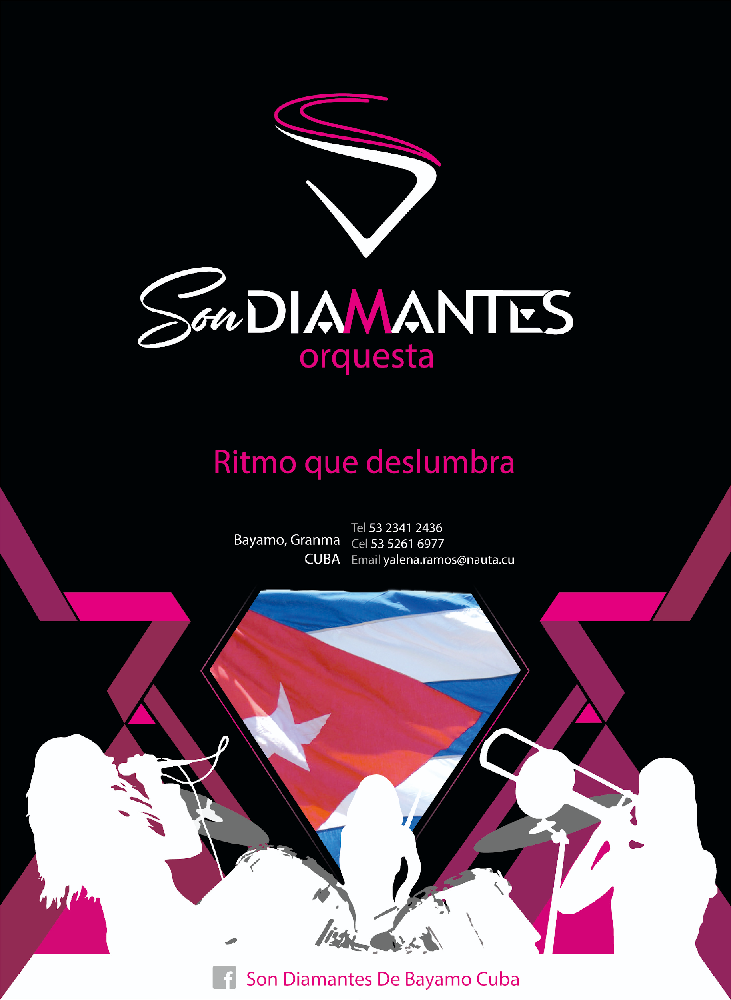 Son DIAMANTES
orquesta
Ritmo que deslumbra
Bayamo, Granma
CUBA
Tel 53 2341 2436
Cel 53 5261 6977
Email yalena.ramos@nauta.cu
f Son Diamantes De Bayamo Cuba